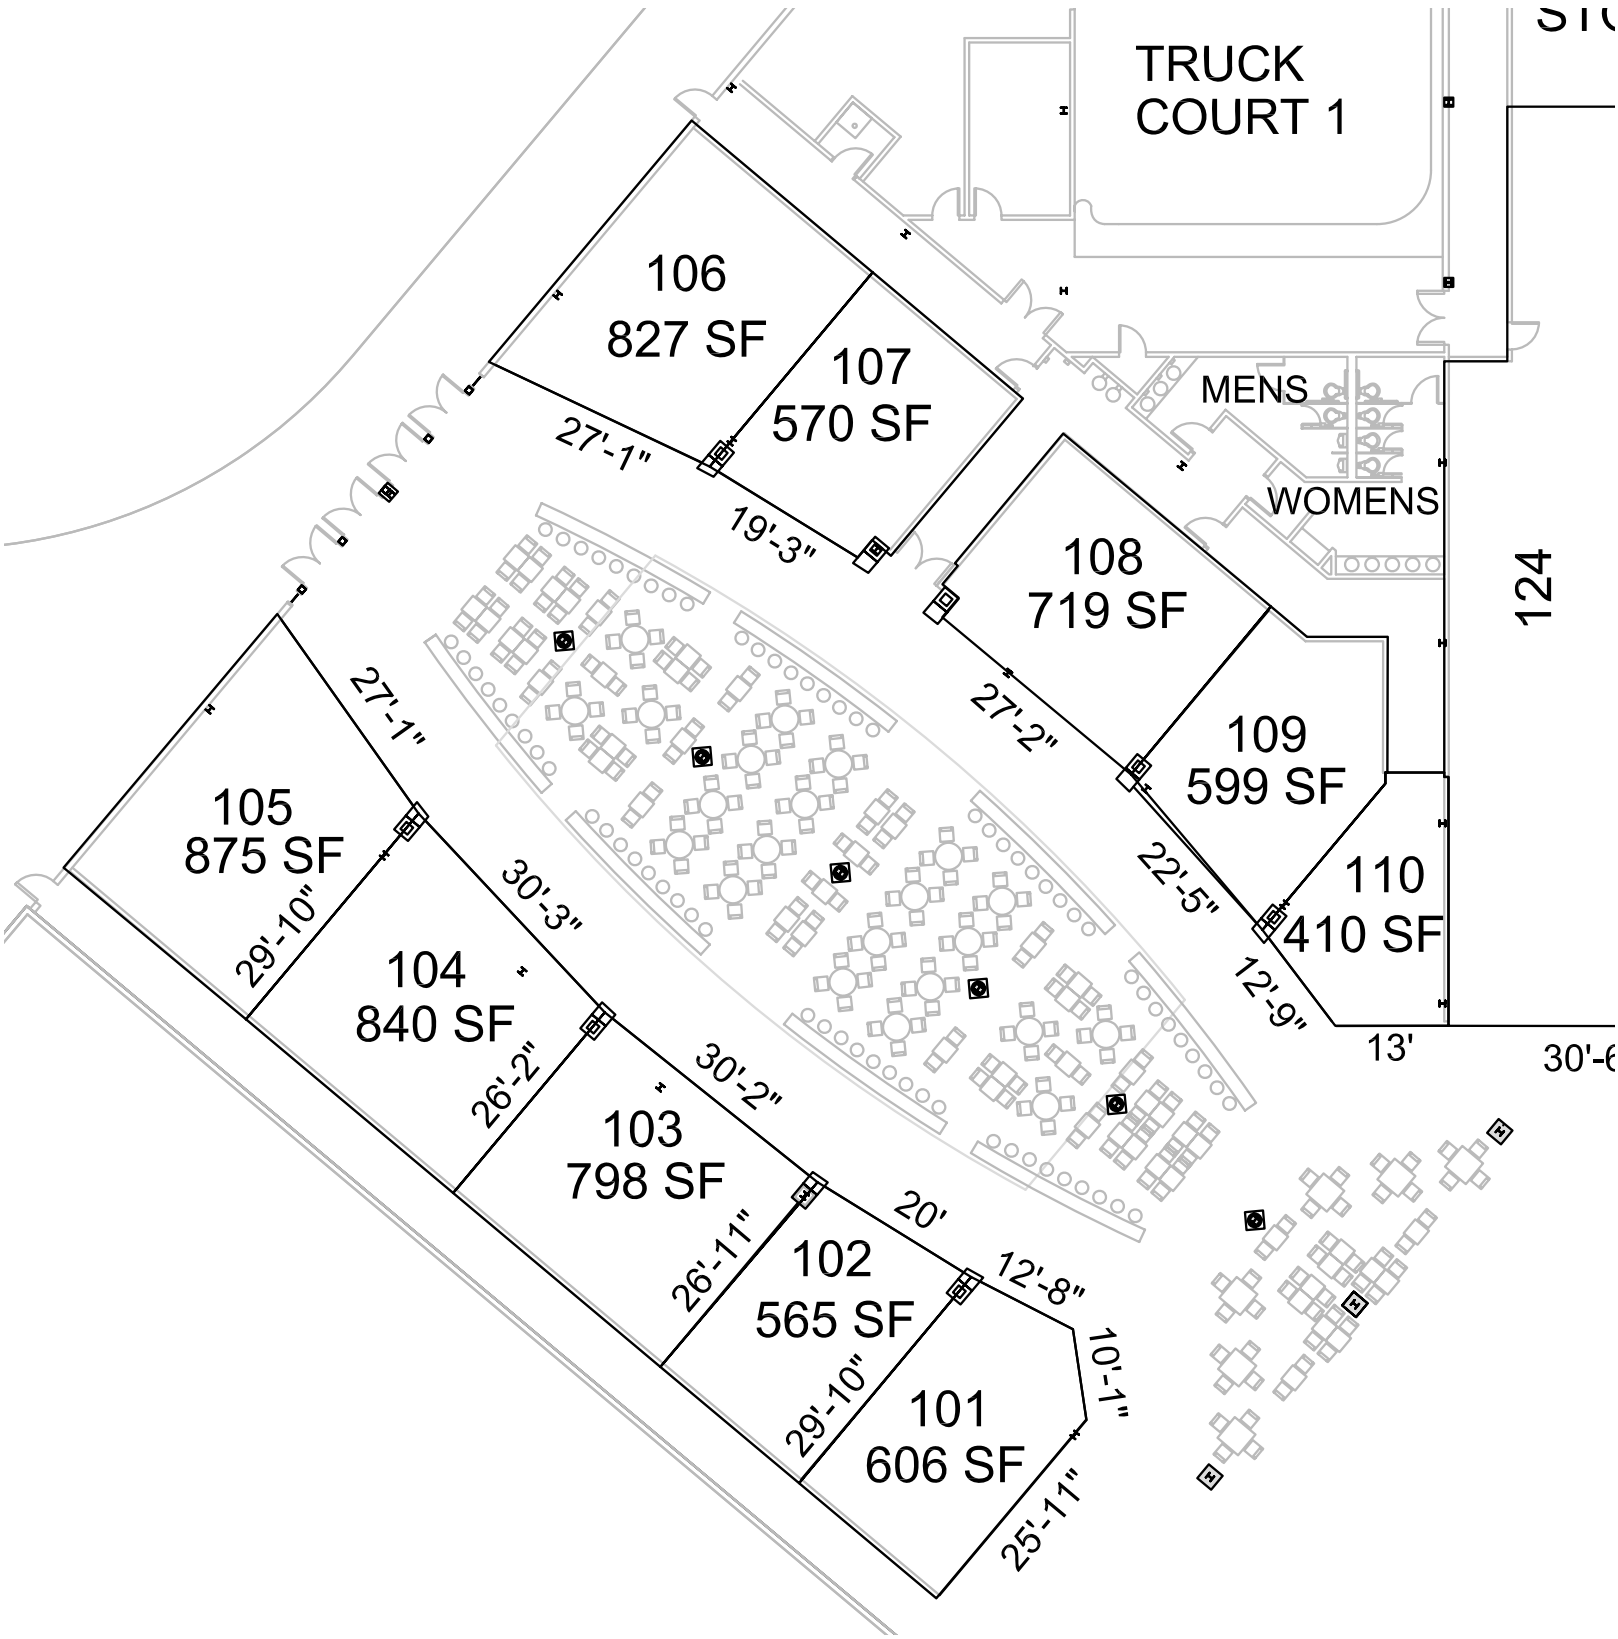 TRUCK
COURT 1
106
827 SF
107
570 SF
MENS
WOMENS
27'-1"
19'-3"
108
719 SF
124
27'-2"
109
599 SF
27'-1"
105
875 SF
22'-5"
110
410 SF
30'-3"
29'-10"
104
840 SF
12'-9"
13'
26'-2"
30'-2"
103
798 SF
20'
26'-11"
102
565 SF
12'-8"
10'-1"
29'-10"
101
606 SF
25'-11"